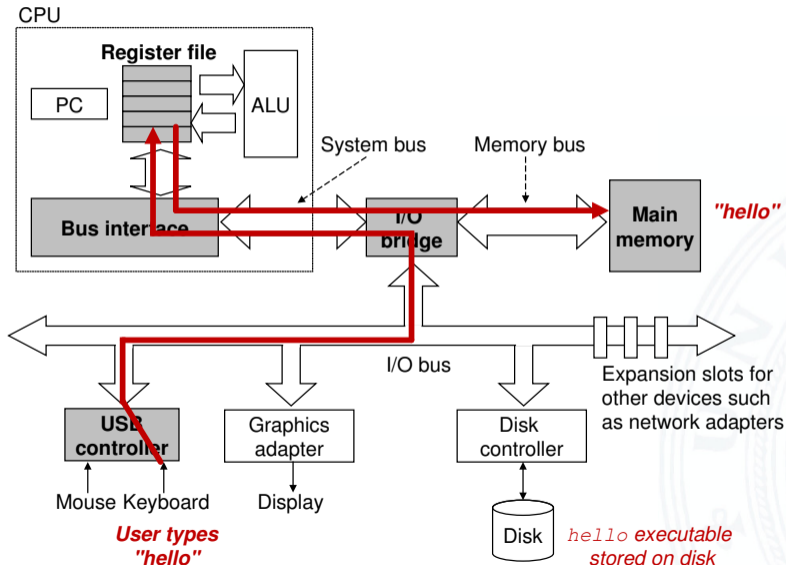 CPU
Register file
PC
ALU
System bus
Memory bus
Bus interface
I/O
bridge
Main
memory
"hello"
I/O bus
Expansion slots for
other devices such
as network adapters
USB
controller
Graphics
adapter
Disk
controller
Mouse Keyboard
Display
User types
"hello"
Disk
hello executable
stored on disk